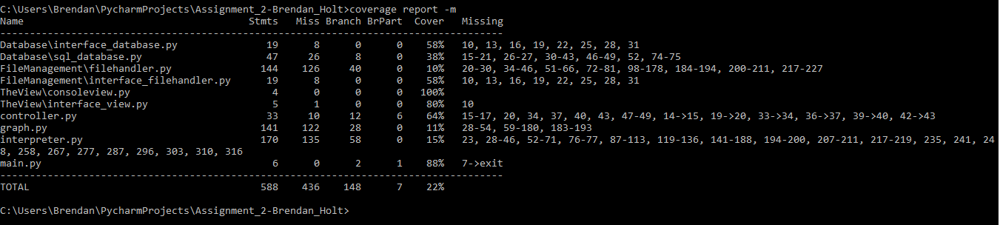 C:\Users\Brendan\PycharmProjects\Assignment_2-Brendan_Holt>coverage report -m
Name                                     Stmts   Miss Branch BrPart  Cover   Missing
------------------------------------------------------------------------------------
Database\interface_database.py              19      8      0      0    58%   10, 13, 16, 19, 22, 25, 28, 31
Database\sql_database.py                    47     26      8      0    38%   15-21, 26-27, 30-43, 46-49, 52, 74-75
FileManagement\filehandler.py              144    126     40      0    10%   20-30, 34-46, 51-66, 72-81, 98-178, 184-194, 200-211, 217-227
FileManagement\interface_filehandler.py     19      8      0      0    58%   10, 13, 16, 19, 22, 25, 28, 31
TheView\consoleview.py                       4      0      0      0   100%
TheView\interface_view.py                    5      1      0      0    80%   10
controller.py                               33     10     12      6    64%   15-17, 20, 34, 37, 40, 43, 47-49, 14->15, 19->20, 33->34, 36->37, 39->40, 42->43
graph.py                                   141    122     28      0    11%   28-54, 59-180, 183-193
interpreter.py                             170    135     58      0    15%   23, 28-46, 52-71, 76-77, 87-113, 119-136, 141-188, 194-200, 207-211, 217-219, 235, 241, 24
8, 258, 267, 277, 287, 296, 303, 310, 316
main.py                                      6      0      2      1    88%   7->exit
------------------------------------------------------------------------------------
TOTAL                                      588    436    148      7    22%
C:\Users\Brendan\PycharmProjects\Assignment_2-Brendan_Holt>